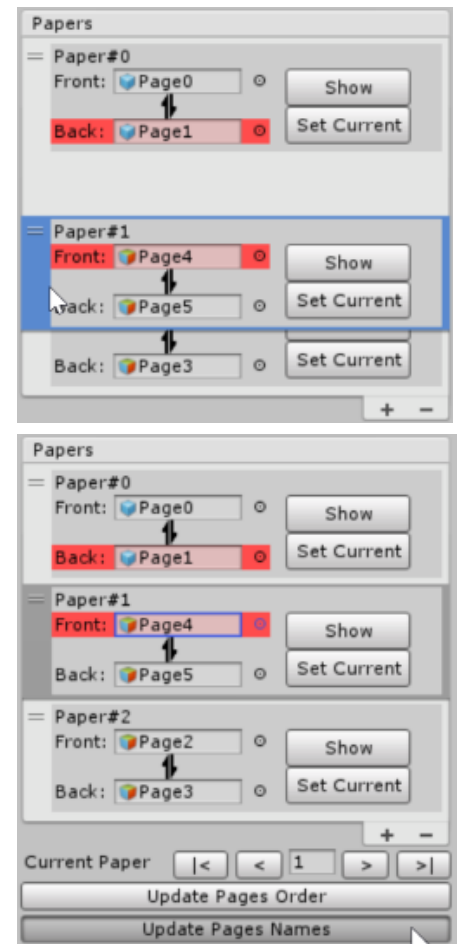 Papers
Paper#0
Front: Page0
Show
Back: Page1
Set Current
Paper#1
Front: Page4
Show
Back: Page5
Set Current
Back: Page3
Set Current
+ -
Papers
Paper#0
Front: Page0
Show
Back: Page1
Set Current
Paper#1
Front: Page4
Show
Back: Page5
Set Current
Paper#2
Front: Page2
Show
Back: Page3
Set Current
+ -
Current Paper |< < 1 > >|
Update Pages Order
Update Pages Names